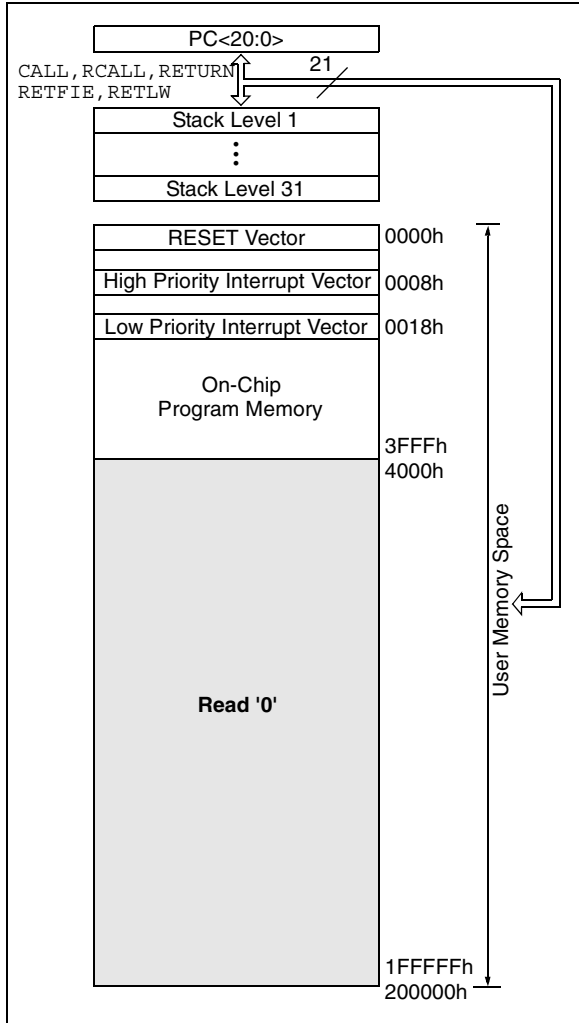 PC<20:0>
CALL,RCALL,RETURN
RETFIE,RETLW
21
Stack Level 1
Stack Level 31
RESET Vector
0000h
High Priority Interrupt Vector
0008h
Low Priority Interrupt Vector
0018h
On-Chip
Program Memory
3FFFh
4000h
User Memory Space
Read '0'
1FFFFFh
200000h